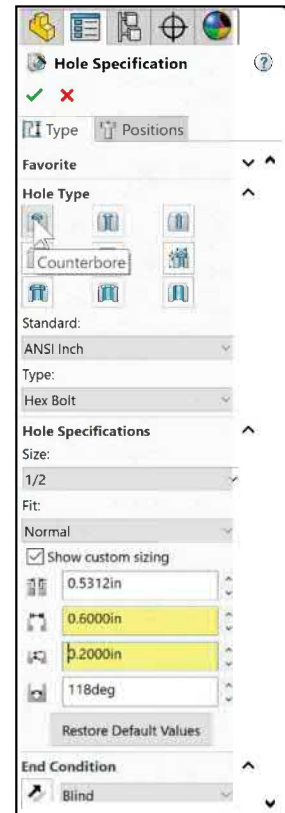 Hole Specification
Type
Positions
Favorite
Hole Type
Counterbore
Standard:
ANSI Inch
Type:
Hex Bolt
Hole Specifications
Size:
1/2
Fit:
Normal
Show custom sizing
0.5312in
0.6000in
0.2000in
118deg
Restore Default Values
End Condition
Blind